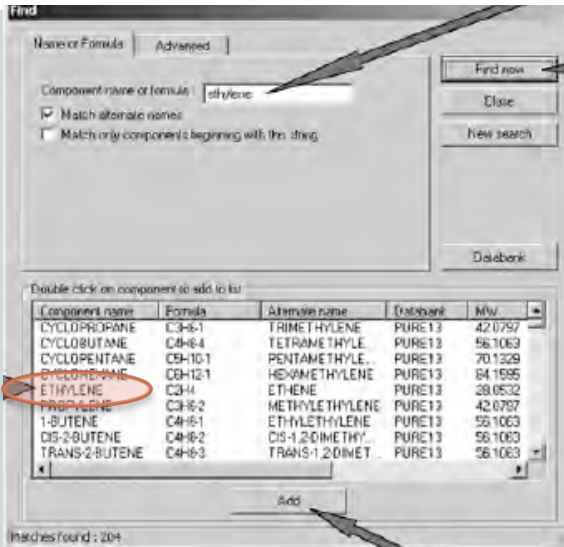 Find
Name or Formula Advanced
Component name or formula : ethylene
Find now
Match alternate names
Close
Match only components beginning with this string
New search
Databank
Double click on component to add to list
Component name Formula Alternate name Databank MW
CYCLOPROPANE C3H6-1 TRIMETHYLENE PURE13 42.0797
CYCLOBUTANE C4H8-4 TETRAMETHYLE... PURE13 56.1063
CYCLOPENTANE C5H10-1 PENTAMETHYLE... PURE13 70.1329
CYCLOHEXANE C6H12-1 HEXAMETHYLENE PURE13 84.1595
ETHYLENE C2H4 ETHENE PURE13 28.0532
PROPYLENE C3H6-2 METHYLETHYLENE PURE13 42.0797
1-BUTENE C4H8-1 ETHYLETHYLENE PURE13 56.1063
CIS-2-BUTENE C4H8-2 CIS-1,2-DIMETHY... PURE13 56.1063
TRANS-2-BUTENE C4H8-3 TRANS-1,2-DIMET... PURE13 56.1063
Add
Matches found : 204